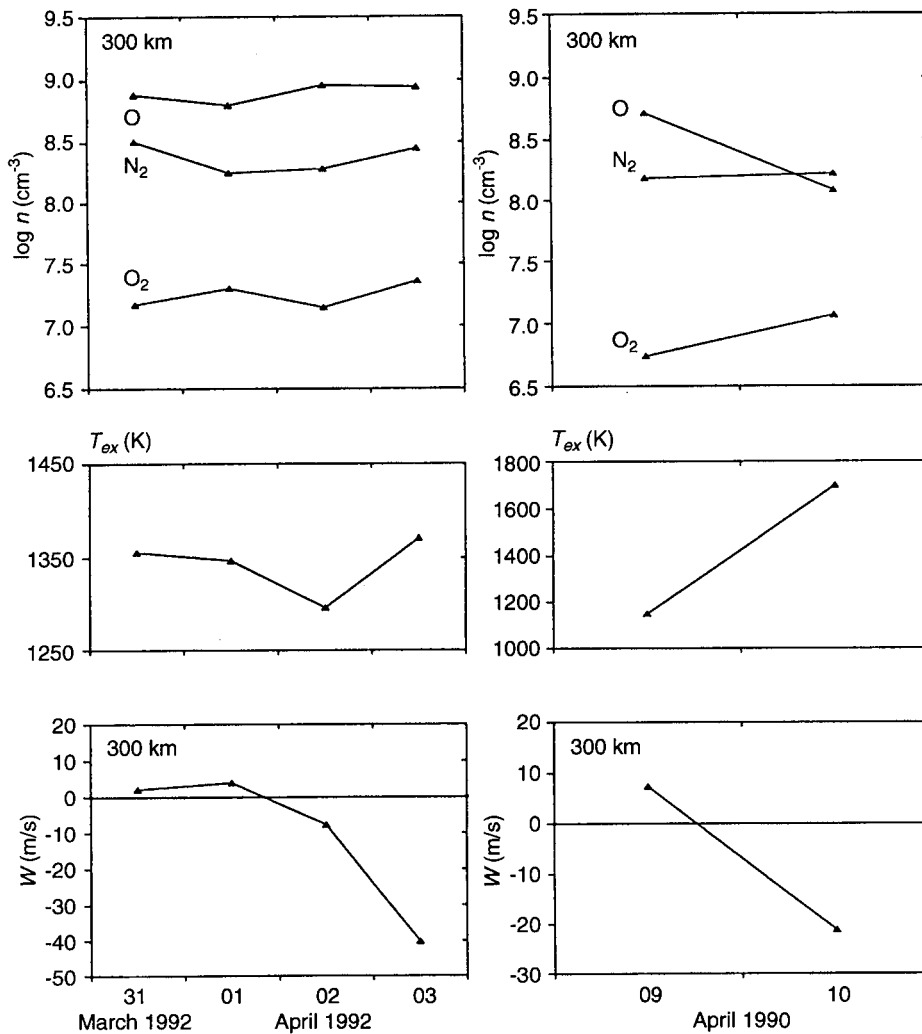 300 km
log n (cm⁻³)
9.5
9.0
8.5
8.0
7.5
7.0
6.5
O
N₂
O₂
300 km
log n (cm⁻³)
9.5
9.0
8.5
8.0
7.5
7.0
6.5
O
N₂
O₂
Tₑₓ (K)
1450
1350
1250
Tₑₓ (K)
1800
1600
1400
1200
1000
300 km
W (m/s)
20
10
0
-10
-20
-30
-40
-50
31 01 02 03
March 1992 April 1992
300 km
W (m/s)
20
10
0
-10
-20
-30
09 10
April 1990